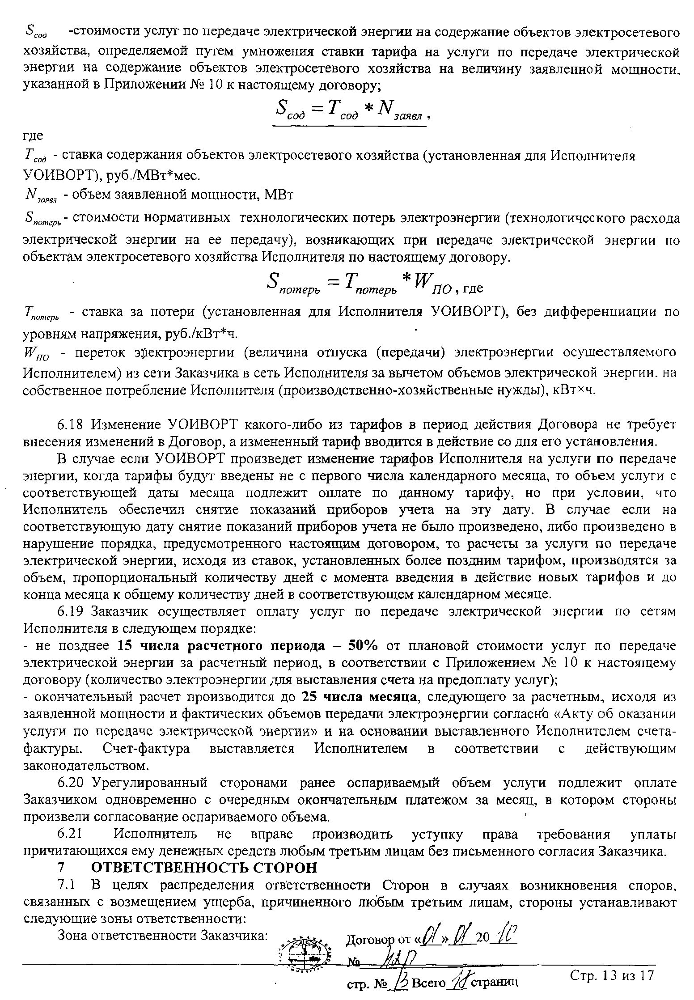 S сод -стоимости услуг по передаче электрической энергии на содержание объектов электросетевого
хозяйства, определяемой путем умножения ставки тарифа на услуги по передаче электрической
энергии на содержание объектов электросетевого хозяйства на величину заявленной мощности.
указанной в Приложении № 10 к настоящему договору;
S сод = T сод * N заявл ,
где
T сод - ставка содержания объектов электросетевого хозяйства (установленная для Исполнителя
УОИВОРТ), руб./МВт*мес.
N заявл - объем заявленной мощности, МВт
S потерь - стоимости нормативных технологических потерь электроэнергии (технологического расхода
электрической энергии на ее передачу), возникающих при передаче электрической энергии по
объектам электросетевого хозяйства Исполнителя по настоящему договору.
S потерь = T потерь * W ПО , где
T потерь - ставка за потери (установленная для Исполнителя УОИВОРТ), без дифференциации по
уровням напряжения, руб./кВт*ч.
W ПО - переток электроэнергии (величина отпуска (передачи) электроэнергии осуществляемого
Исполнителем) из сети Заказчика в сеть Исполнителя за вычетом объемов электрической энергии. на
собственное потребление Исполнителя (производственно-хозяйственные нужды), кВт×ч.
6.18 Изменение УОИВОРТ какого-либо из тарифов в период действия Договора не требует
внесения изменений в Договор, а измененный тариф вводится в действие со дня его установления.
В случае если УОИВОРТ произведет изменение тарифов Исполнителя на услуги по передаче
энергии, когда тарифы будут введены не с первого числа календарного месяца, то объем услуги с
соответствующей даты месяца подлежит оплате по данному тарифу, но при условии, что
Исполнитель обеспечил снятие показаний приборов учета на эту дату. В случае если на
соответствующую дату снятие показаний приборов учета не было произведено, либо произведено в
нарушение порядка, предусмотренного настоящим договором, то расчеты за услуги по передаче
электрической энергии, исходя из ставок, установленных более поздним тарифом, производятся за
объем, пропорциональный количеству дней с момента введения в действие новых тарифов и до
конца месяца к общему количеству дней в соответствующем календарном месяце.
6.19 Заказчик осуществляет оплату услуг по передаче электрической энергии по сетям
Исполнителя в следующем порядке:
- не позднее 15 числа расчетного периода – 50% от плановой стоимости услуг по передаче
электрической энергии за расчетный период, в соответствии с Приложением № 10 к настоящему
договору (количество электроэнергии для выставления счета на предоплату услуг);
- окончательный расчет производится до 25 числа месяца, следующего за расчетным, исходя из
заявленной мощности и фактических объемов передачи электроэнергии согласно «Акту об оказании
услуги по передаче электрической энергии» и на основании выставленного Исполнителем счета-
фактуры. Счет-фактура выставляется Исполнителем в соответствии с действующим
законодательством.
6.20 Урегулированный сторонами ранее оспариваемый объем услуги подлежит оплате
Заказчиком одновременно с очередным окончательным платежом за месяц, в котором стороны
произвели согласование оспариваемого объема.
6.21 Исполнитель не вправе производить уступку права требования уплаты
причитающихся ему денежных средств любым третьим лицам без письменного согласия Заказчика.
7 ОТВЕТСТВЕННОСТЬ СТОРОН
7.1 В целях распределения ответственности Сторон в случаях возникновения споров,
связанных с возмещением ущерба, причиненного любым третьим лицам, стороны устанавливают
следующие зоны ответственности:
Зона ответственности Заказчика:
Договор от «01» 01 20 10
№
стр. № 13 Всего страниц
Стр. 13 из 17